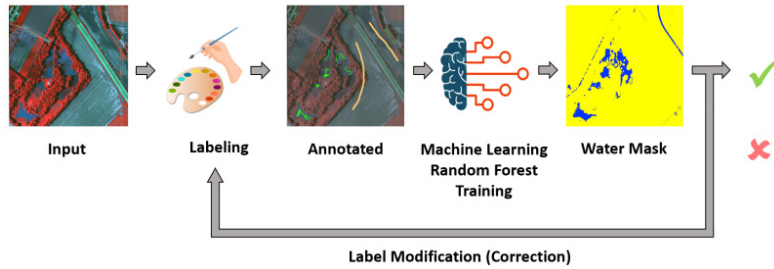 Input
Labeling
Annotated
Machine Learning
Random Forest
Training
Water Mask
Label Modification (Correction)